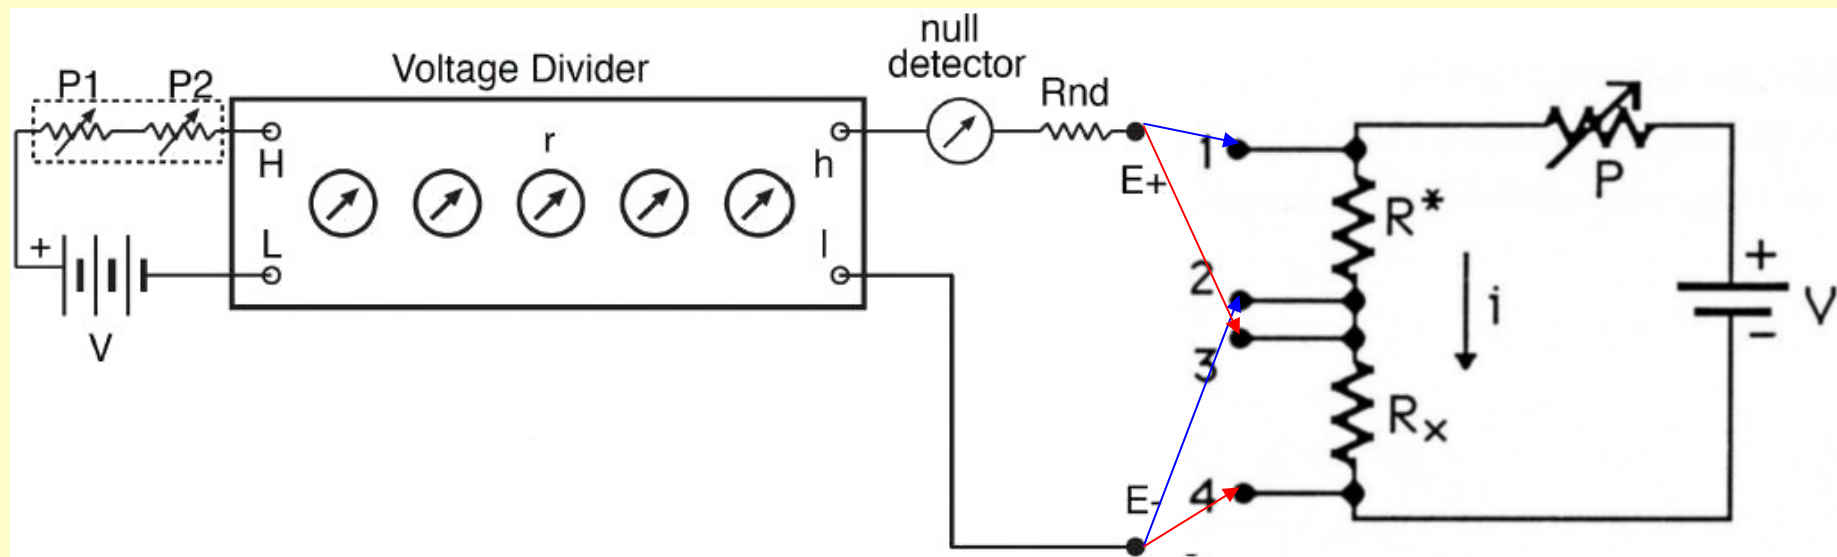 null
detector
Voltage Divider
P1
P2
Rnd
H
r
h
L
l
+
V
E+
E-
1
2
3
4
R*
Rx
i
P
+
V
−